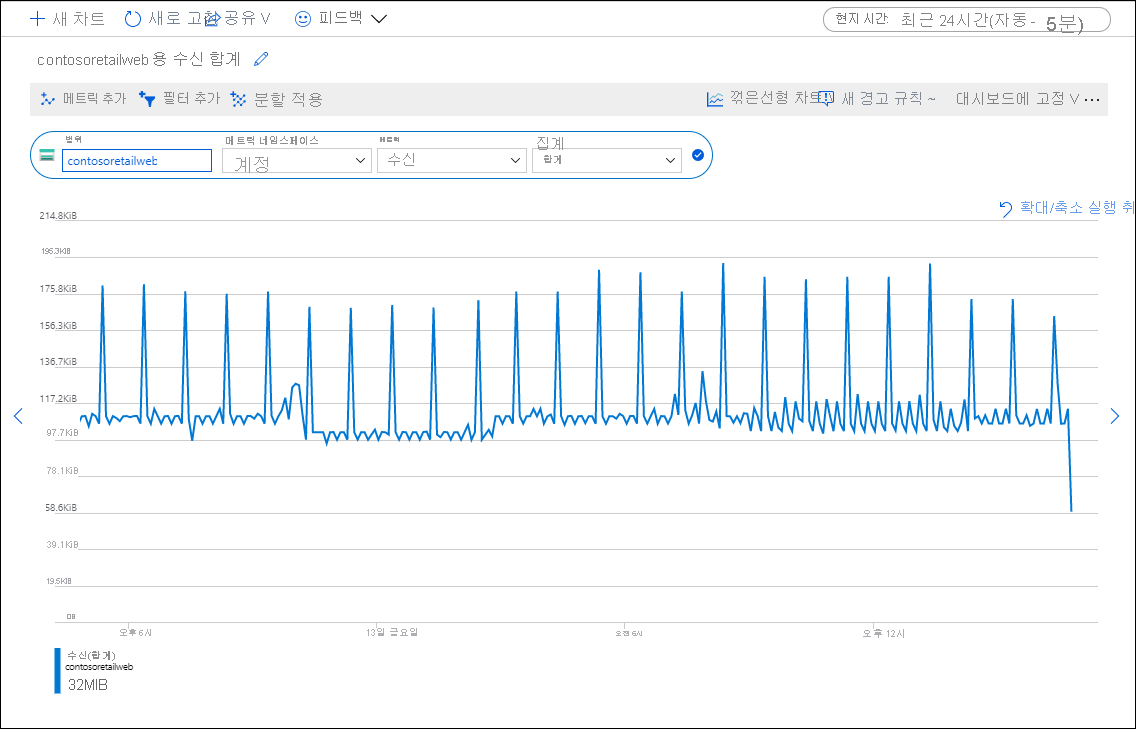 새 차트 새로 고침 공유 ∨ 피드백
현지 시간: 최근 24시간(자동 - 5분)
contosoretailweb 용 수신 합계
메트릭 추가 필터 추가 분할 적용
꺾은선형 차트 ∨ 새 경고 규칙 ~ 대시보드에 고정 ∨ ...
범위 메트릭 네임스페이스 메트릭 집계
contosoretailwebc 계정 수신 합계
확대/축소 실행 취
214.8KiB
195.3KiB
175.8KiB
156.3KiB
136.7KiB
117.2KiB
97.7KiB
78.1KiB
58.6KiB
39.1KiB
19.5KiB
0B
오후 6시 13일 금요일 오전 6시 오후 12시
수신(합계)
contosoretailweb
32MIB